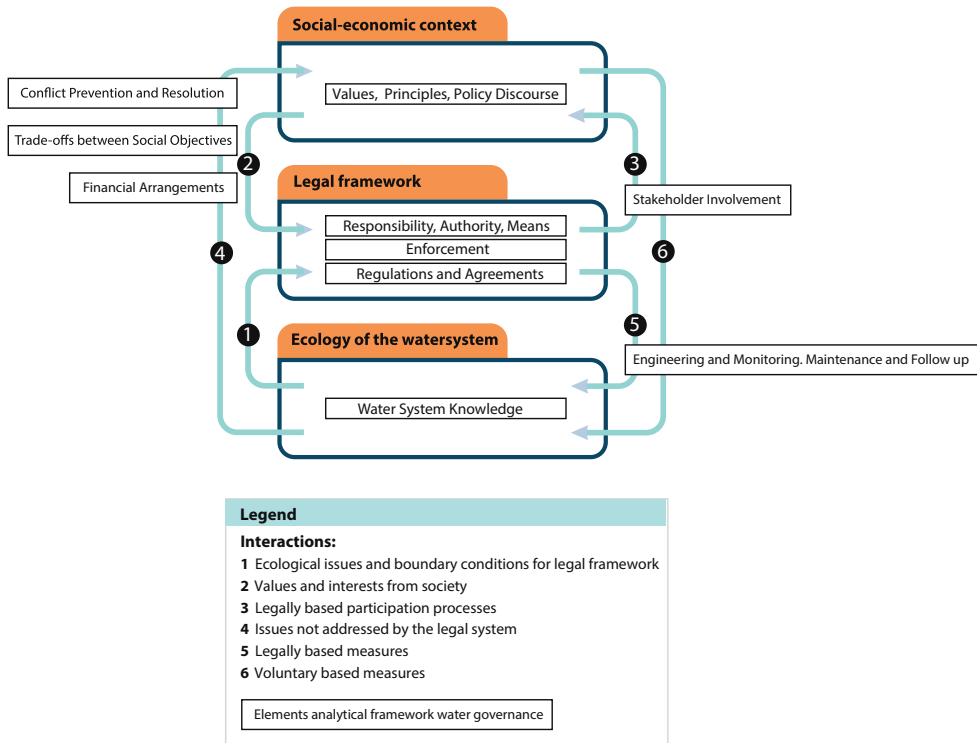 Social-economic context
Conflict Prevention and Resolution
Values, Principles, Policy Discourse
Trade-offs between Social Objectives
2
3
Financial Arrangements
Legal framework
Stakeholder Involvement
Responsibility, Authority, Means
4
Enforcement
6
Regulations and Agreements
1
5
Ecology of the watersystem
Engineering and Monitoring. Maintenance and Follow up
Water System Knowledge
Legend
Interactions:
1 Ecological issues and boundary conditions for legal framework
2 Values and interests from society
3 Legally based participation processes
4 Issues not addressed by the legal system
5 Legally based measures
6 Voluntary based measures
Elements analytical framework water governance